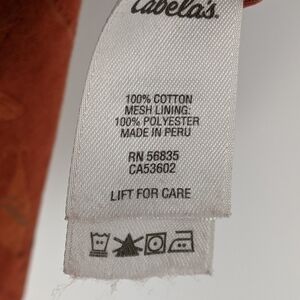 Cabela's.
100% COTTON
MESH LINING:
100% POLYESTER
MADE IN PERU
RN 56835
CA53602
LIFT FOR CARE